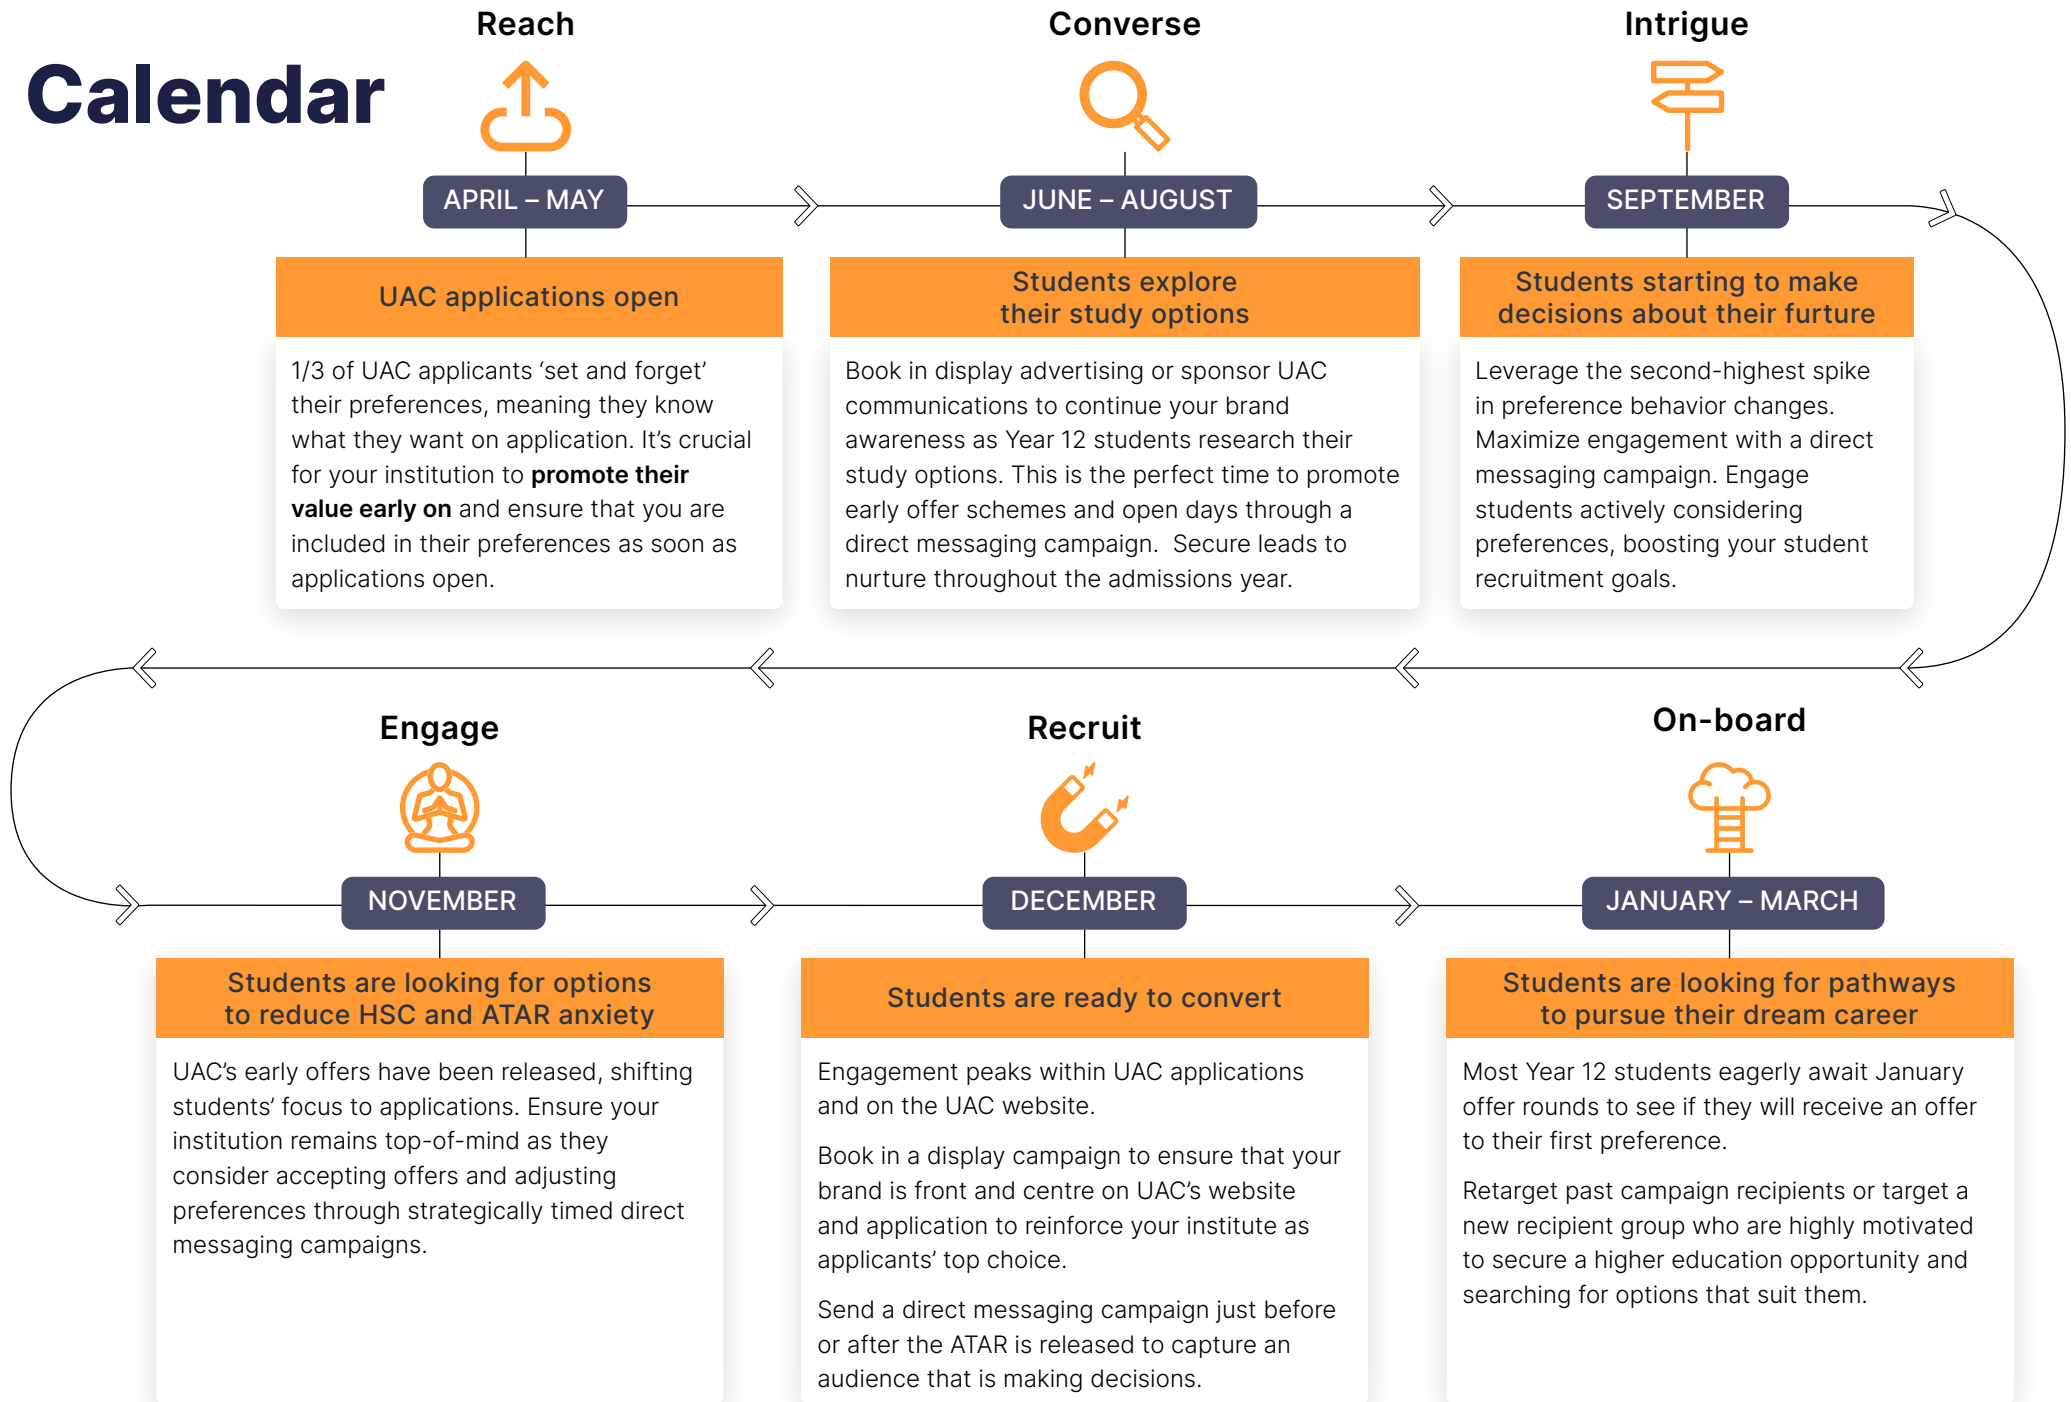 Calendar
Reach
APRIL – MAY
UAC applications open
1/3 of UAC applicants ‘set and forget’
their preferences, meaning they know
what they want on application. It’s crucial
for your institution to promote their
value early on and ensure that you are
included in their preferences as soon as
applications open.
Converse
JUNE – AUGUST
Students explore
their study options
Book in display advertising or sponsor UAC
communications to continue your brand
awareness as Year 12 students research their
study options. This is the perfect time to promote
early offer schemes and open days through a
direct messaging campaign.  Secure leads to
nurture throughout the admissions year.
Intrigue
SEPTEMBER
Students starting to make
decisions about their furture
Leverage the second-highest spike
in preference behavior changes.
Maximize engagement with a direct
messaging campaign. Engage
students actively considering
preferences, boosting your student
recruitment goals.
Engage
NOVEMBER
Students are looking for options
to reduce HSC and ATAR anxiety
UAC’s early offers have been released, shifting
students’ focus to applications. Ensure your
institution remains top-of-mind as they
consider accepting offers and adjusting
preferences through strategically timed direct
messaging campaigns.
Recruit
DECEMBER
Students are ready to convert
Engagement peaks within UAC applications
and on the UAC website.
Book in a display campaign to ensure that your
brand is front and centre on UAC’s website
and application to reinforce your institute as
applicants’ top choice.
Send a direct messaging campaign just before
or after the ATAR is released to capture an
audience that is making decisions.
On-board
JANUARY – MARCH
Students are looking for pathways
to pursue their dream career
Most Year 12 students eagerly await January
offer rounds to see if they will receive an offer
to their first preference.
Retarget past campaign recipients or target a
new recipient group who are highly motivated
to secure a higher education opportunity and
searching for options that suit them.